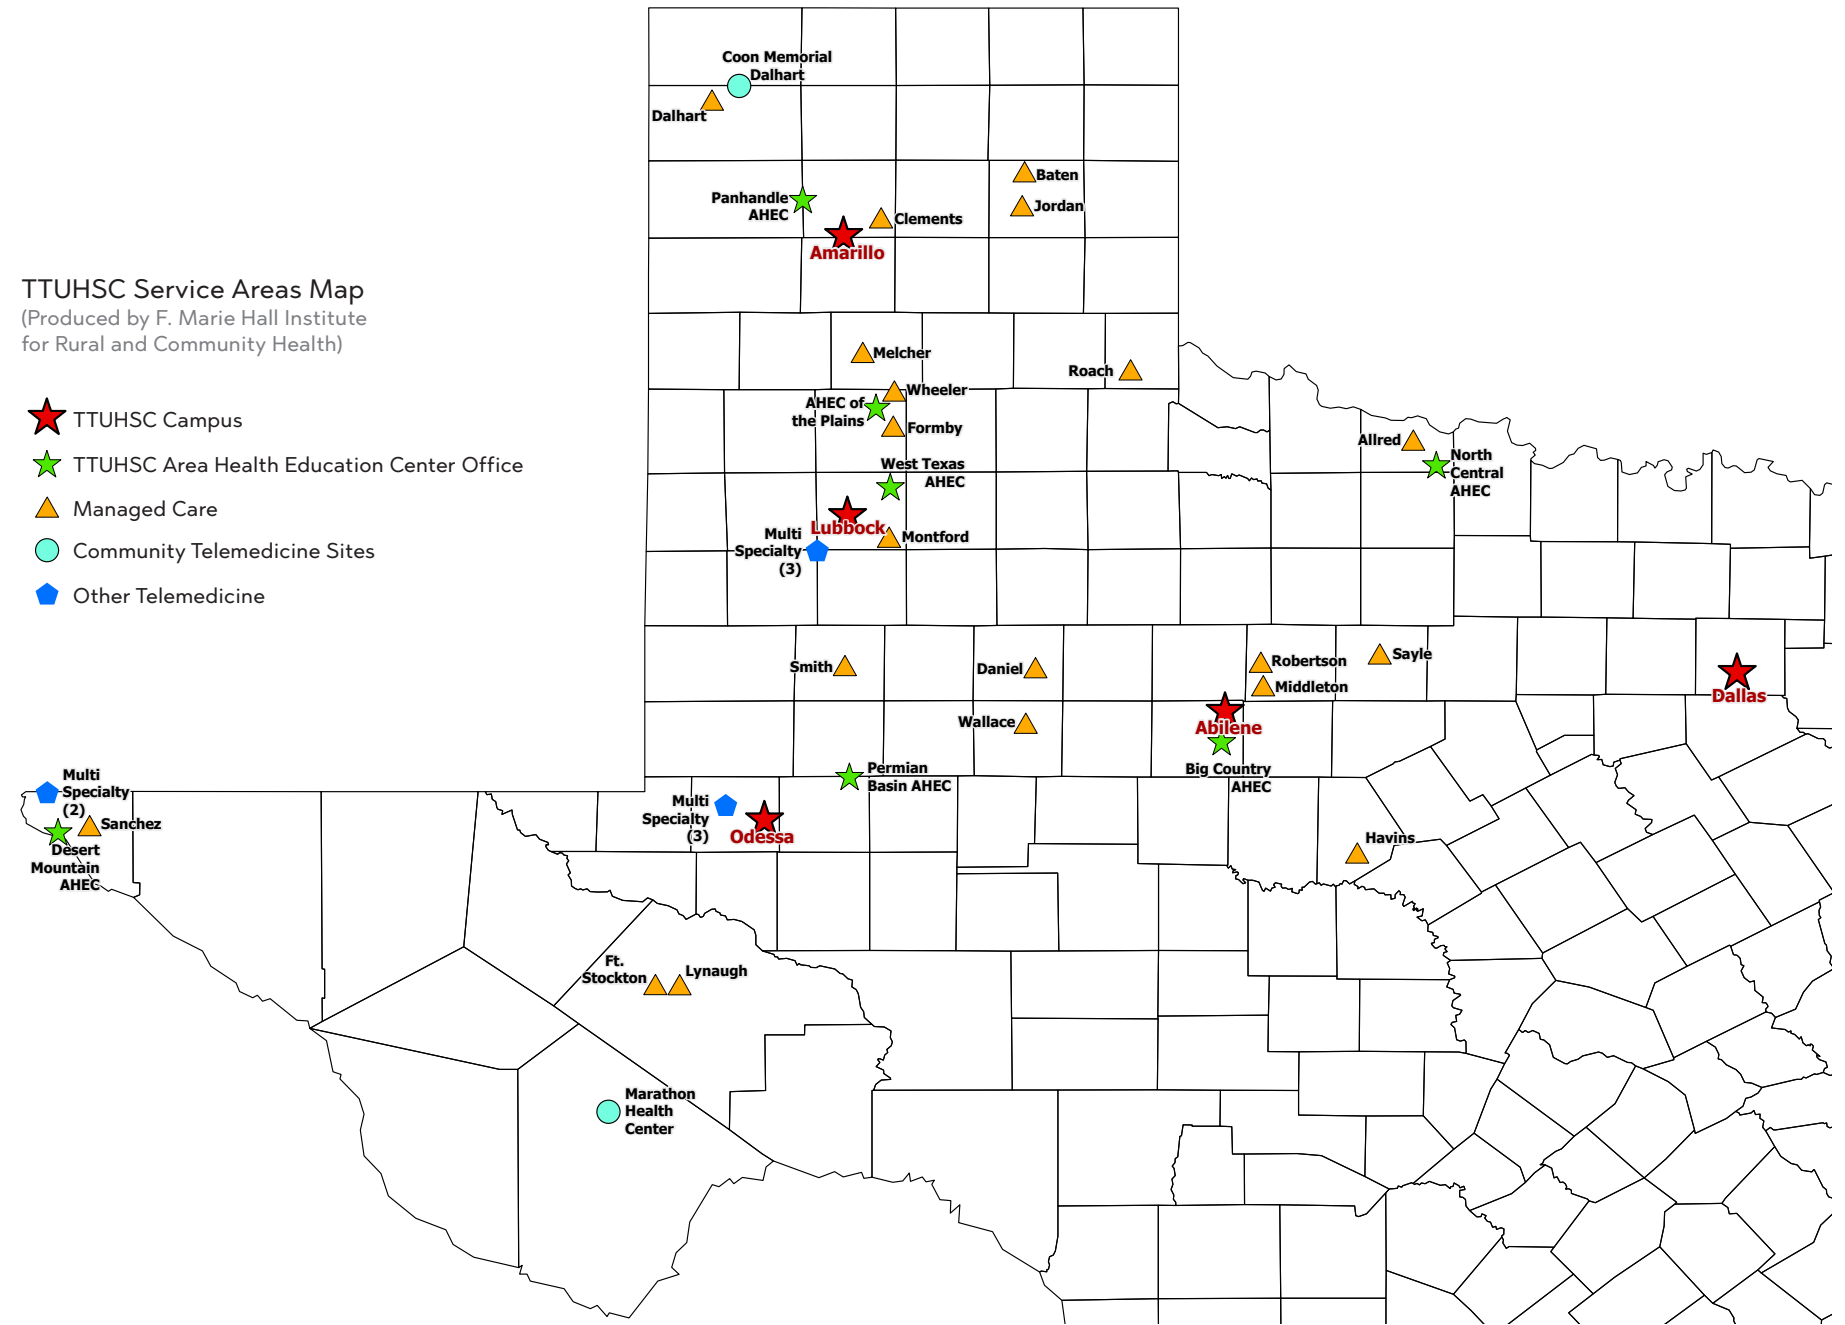 Coon Memorial
Dalhart
Dalhart
Baten
Jordan
Panhandle
AHEC
Clements
Amarillo
TTUHSC Service Areas Map
(Produced by F. Marie Hall Institute
for Rural and Community Health)
TTUHSC Campus
TTUHSC Area Health Education Center Office
Managed Care
Community Telemedicine Sites
Other Telemedicine
Melcher
Roach
Wheeler
AHEC of
the Plains
Formby
West Texas
AHEC
Allred
North
Central
AHEC
Lubbock
Multi
Specialty
(3)
Montford
Smith
Daniel
Robertson
Middleton
Sayle
Dallas
Wallace
Abilene
Big Country
AHEC
Permian
Basin AHEC
Multi
Specialty
(2)
Sanchez
Desert
Mountain
AHEC
Multi
Specialty
(3)
Odessa
Havins
Ft.
Stockton
Lynaugh
Marathon
Health
Center